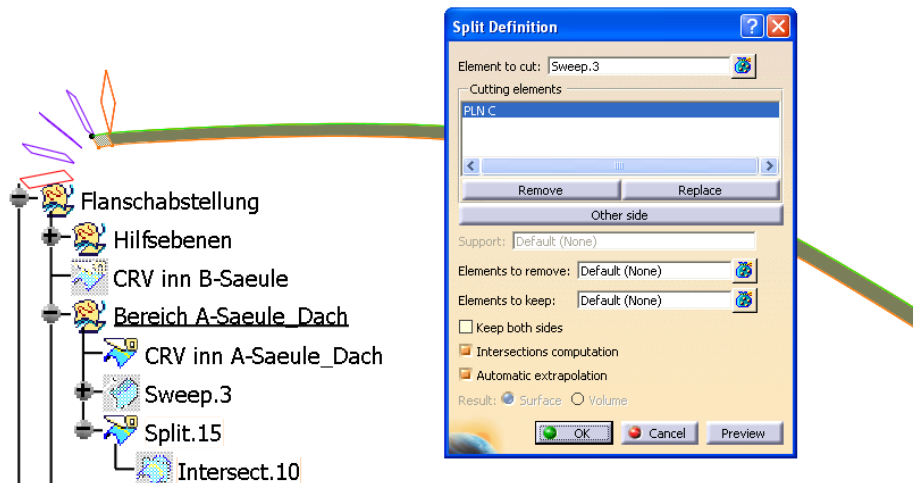 Flanschabstellung
Hilfsebenen
CRV inn B-Saeule
Bereich A-Saeule_Dach
CRV inn A-Saeule_Dach
Sweep.3
Split.15
Intersect.10
Split Definition
Element to cut: Sweep.3
Cutting elements
PLN C
Remove Replace
Other side
Support: Default (None)
Elements to remove: Default (None)
Elements to keep: Default (None)
Keep both sides
Intersections computation
Automatic extrapolation
Result: Surface Volume
OK Cancel Preview